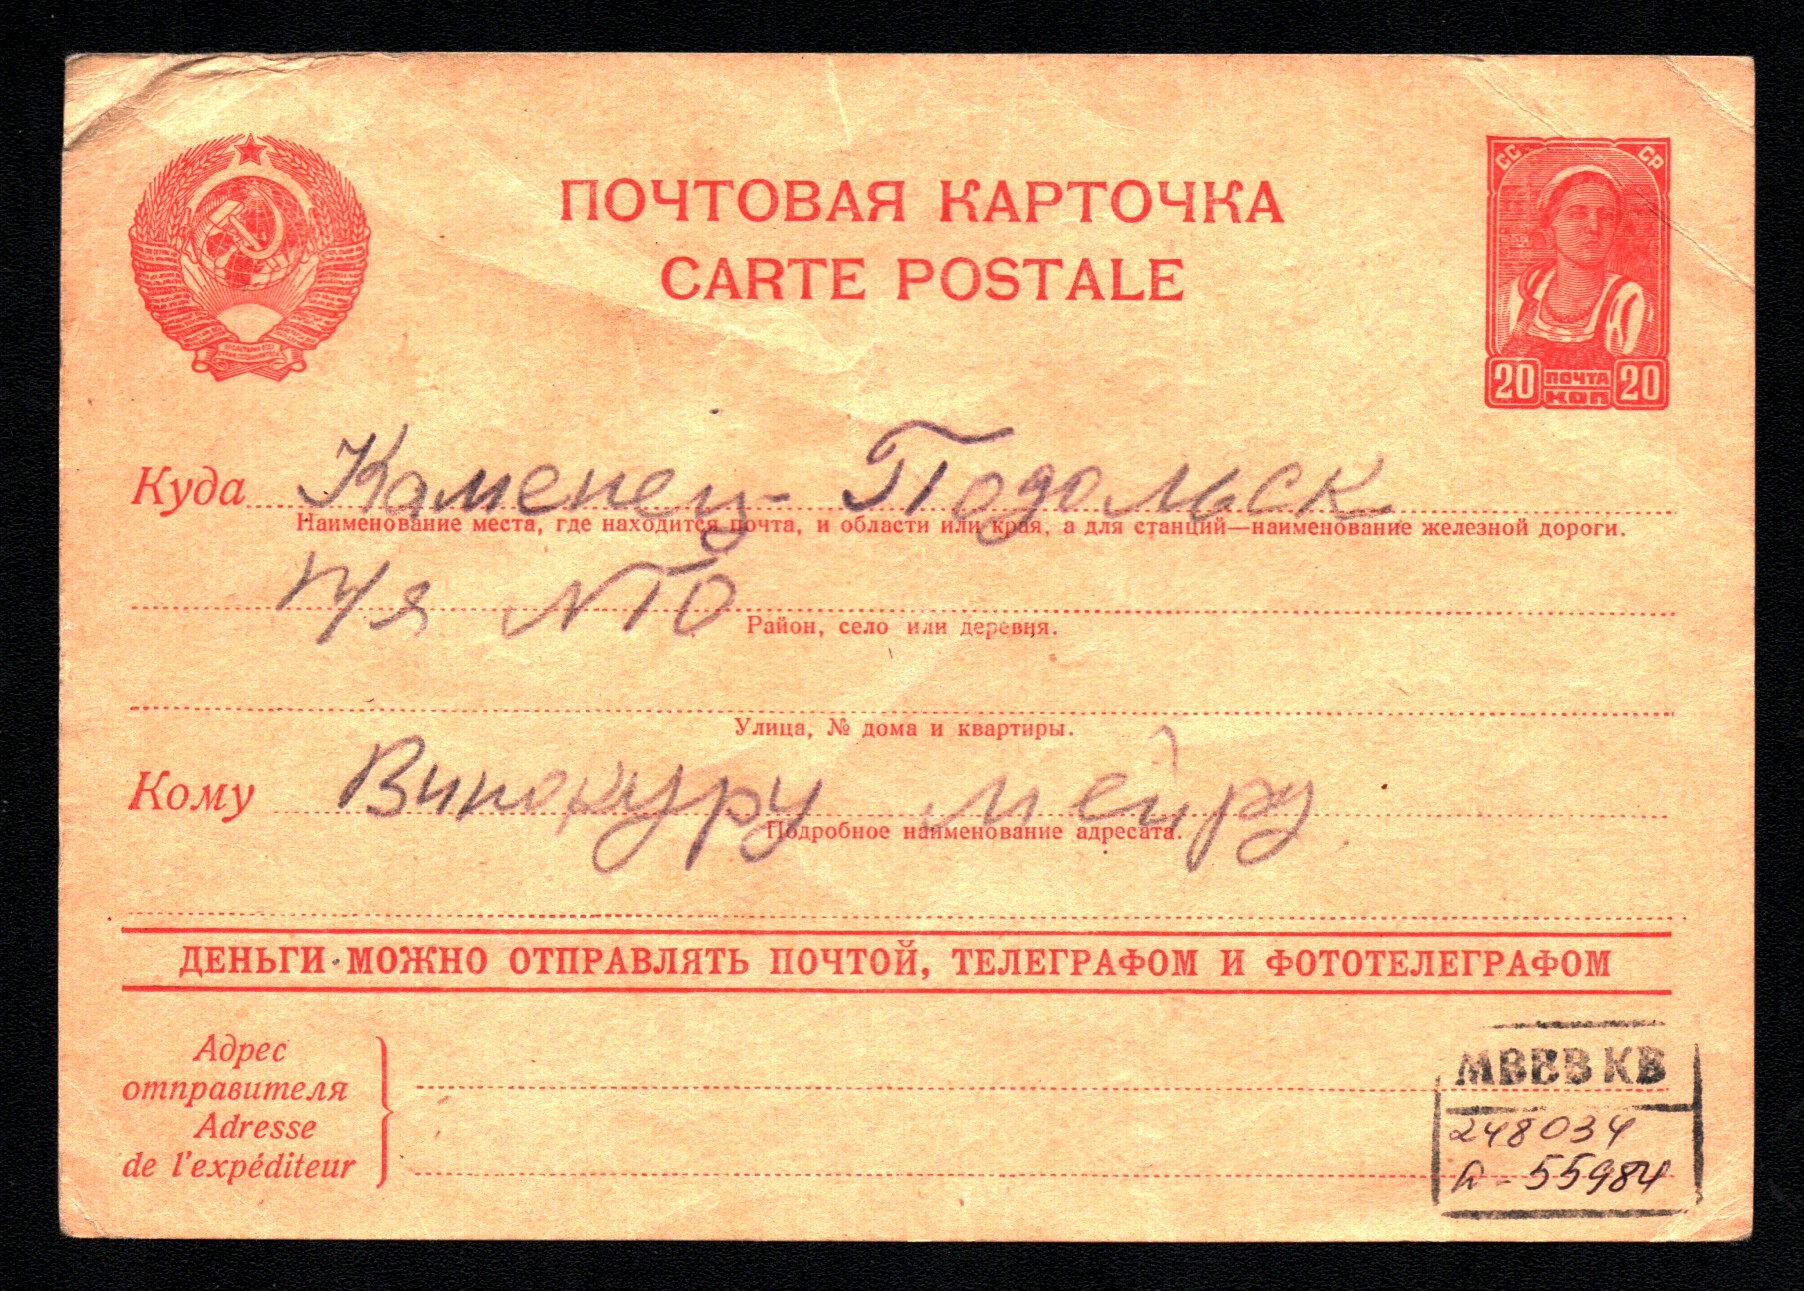 ПОЧТОВАЯ КАРТОЧКА
CARTE POSTALE
СС СР
20 ПОЧТА КОП 20
Куда Каменец-Подольск
Наименование места, где находится почта, и области или края, а для станций—наименование железной дороги.
п/я №
Район, село или деревня.
Улица, № дома и квартиры.
Кому Винокуру Мейру
Подробное наименование адресата.
ДЕНЬГИ МОЖНО ОТПРАВЛЯТЬ ПОЧТОЙ, ТЕЛЕГРАФОМ И ФОТОТЕЛЕГРАФОМ
Адрес
отправителя
Adresse
de l'expéditeur
МВВВ КВ
248034
п-55984